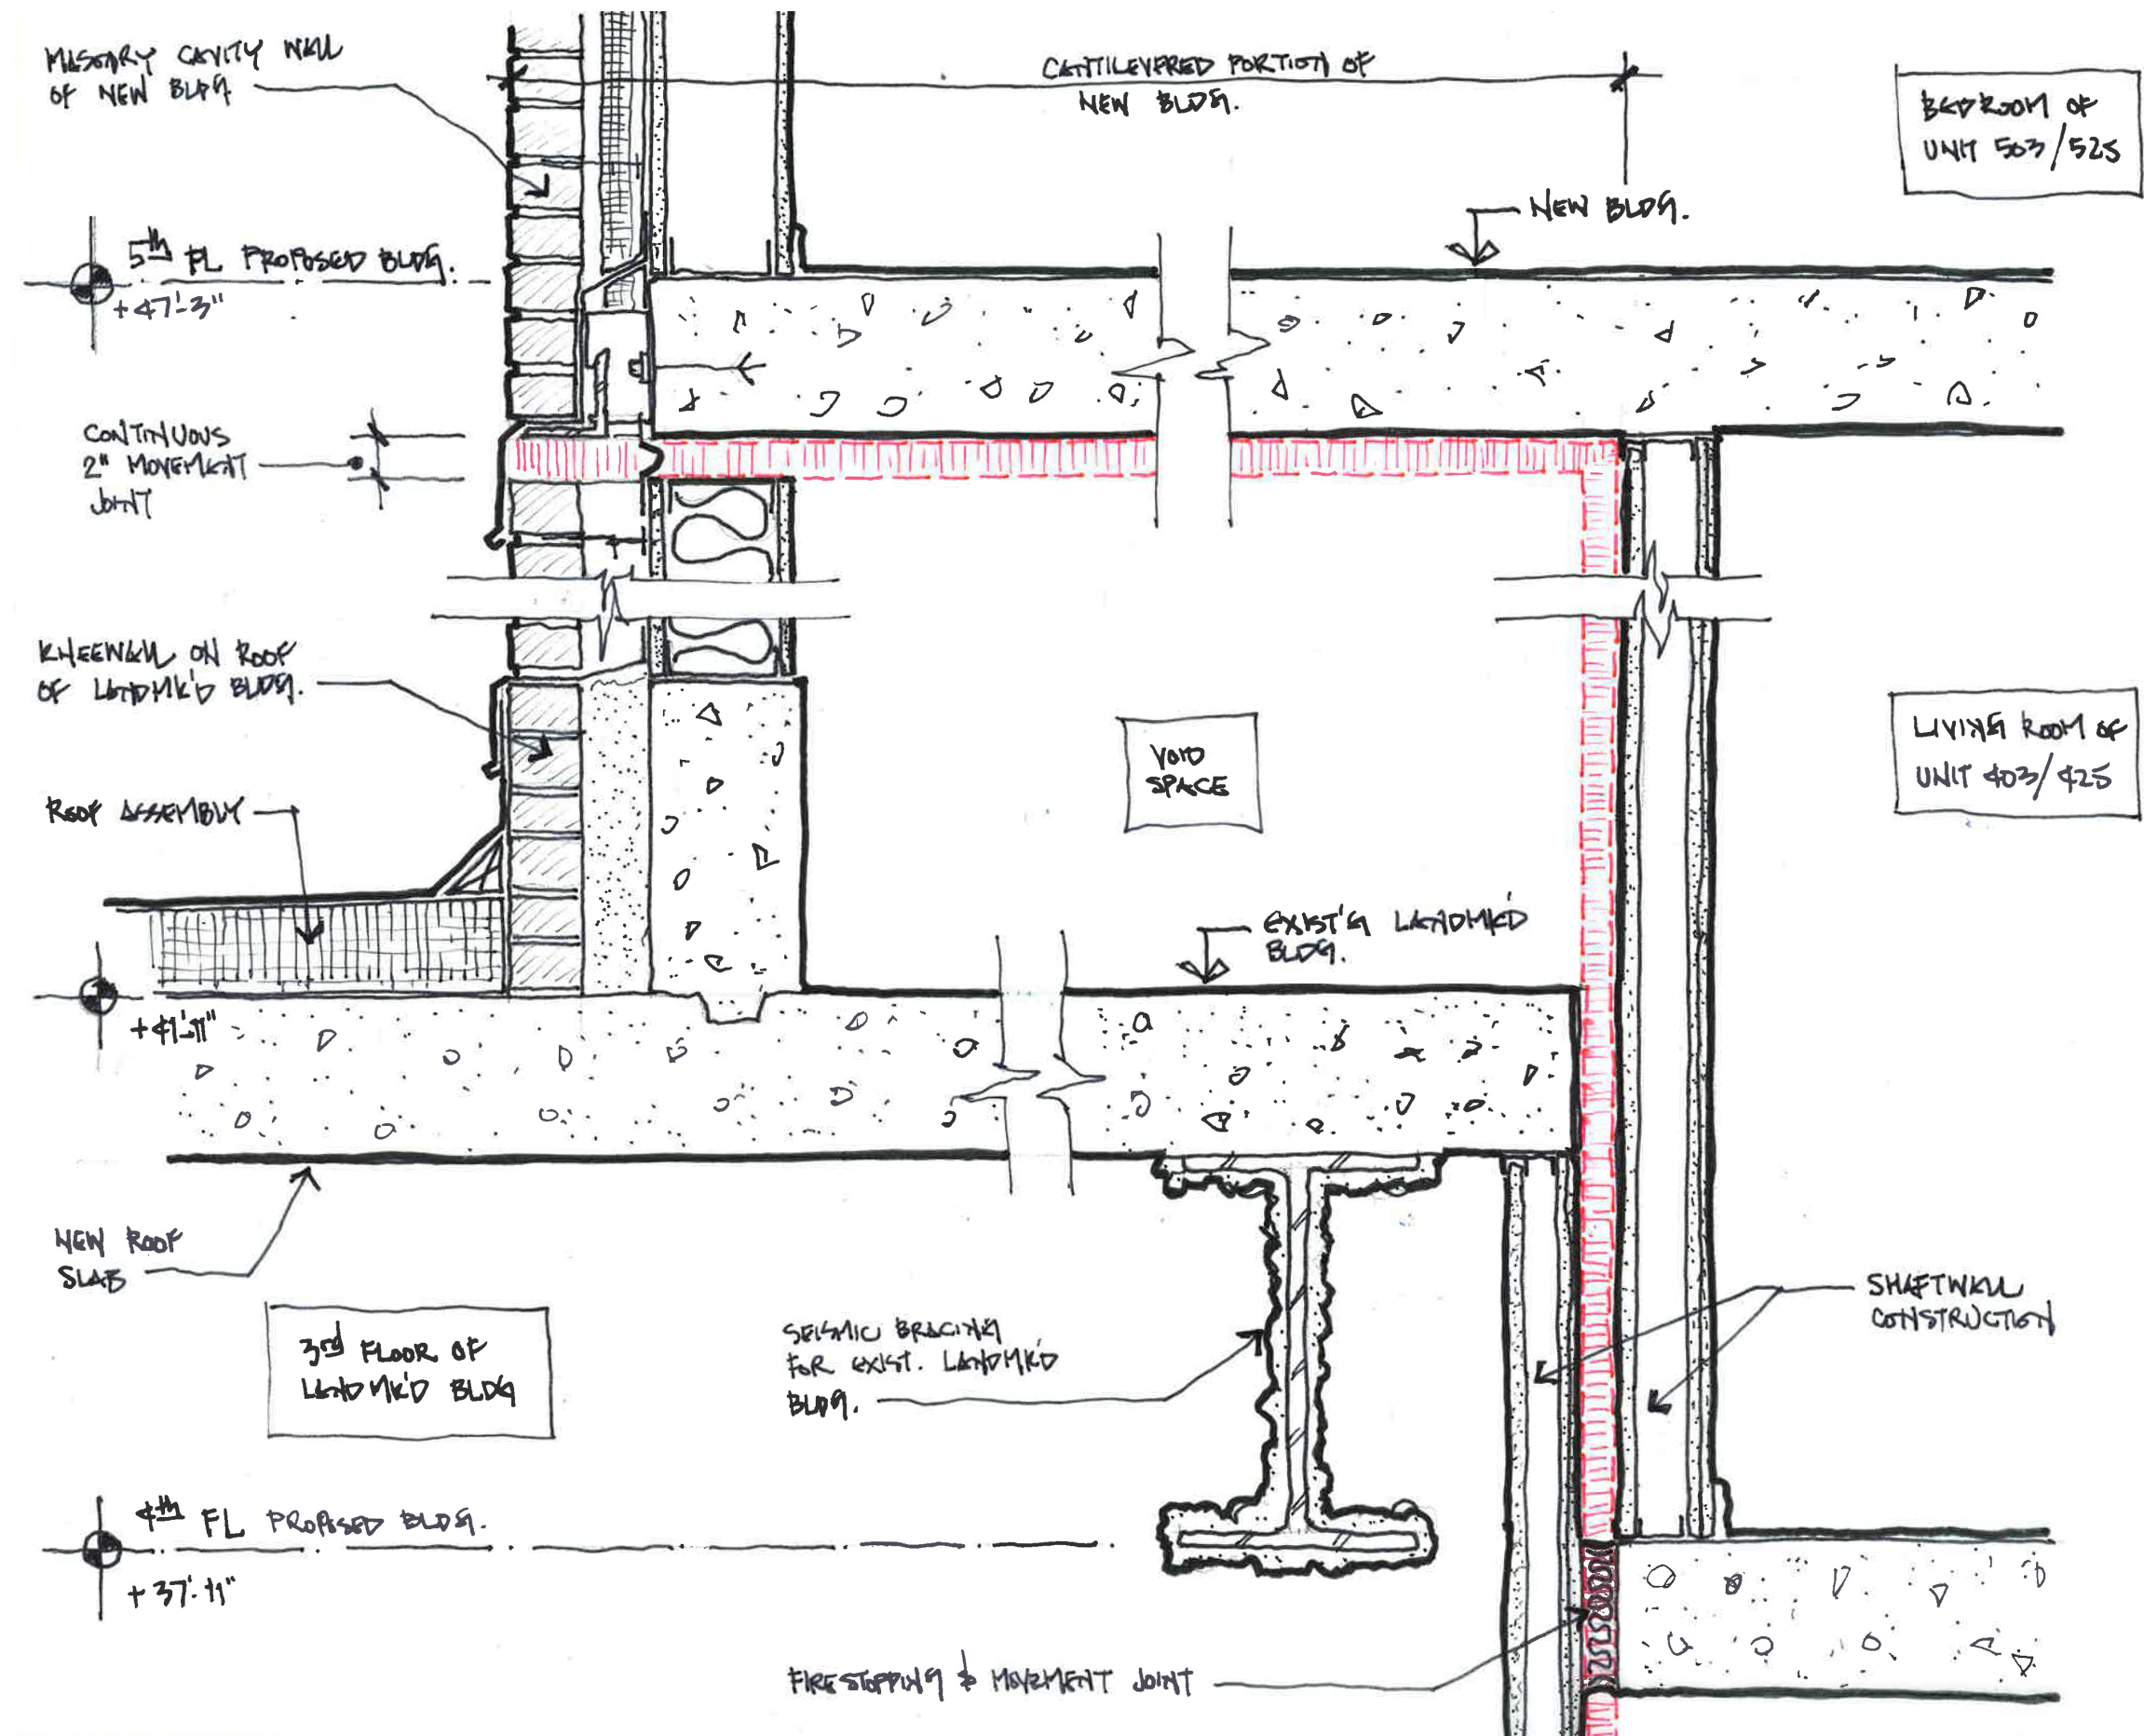 MASONRY CAVITY WALL
OF NEW BLDG.
CANTILEVERED PORTION OF
NEW BLDG.
BEDROOM OF
UNIT 503/525
NEW BLDG.
5th FL PROPOSED BLDG.
+47'-3"
CONTINUOUS
2" MOVEMENT
JOINT
KNEEWALL ON ROOF
OF LANDMK'D BLDG.
VOID
SPACE
LIVING ROOM OF
UNIT 403/425
ROOF ASSEMBLY
EXIST'G LANDMK'D
BLDG.
+41'-11"
NEW ROOF
SLAB
3rd FLOOR OF
LANDMK'D BLDG
SEISMIC BRACING
FOR EXIST. LANDMK'D
BLDG.
SHAFTWALL
CONSTRUCTION
4th FL PROPOSED BLDG.
+37'-11"
FIRESTOPPING & MOVEMENT JOINT